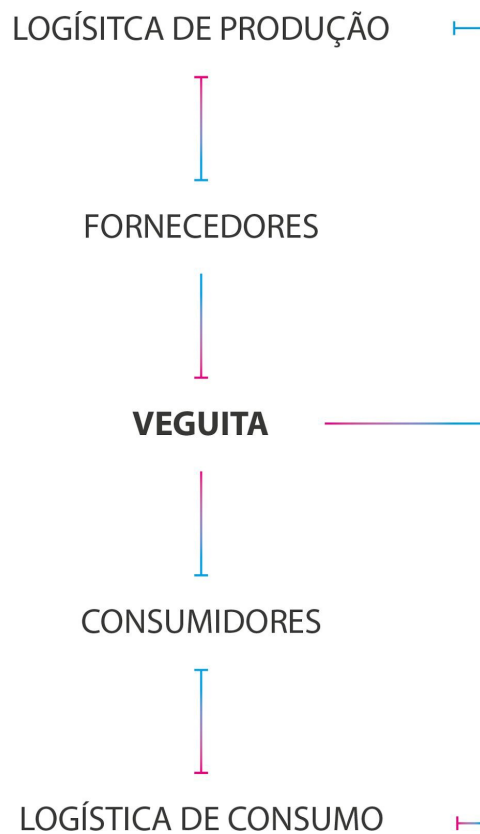 LOGÍSITCA DE PRODUÇÃO
FORNECEDORES
VEGUITA
CONSUMIDORES
LOGÍSTICA DE CONSUMO